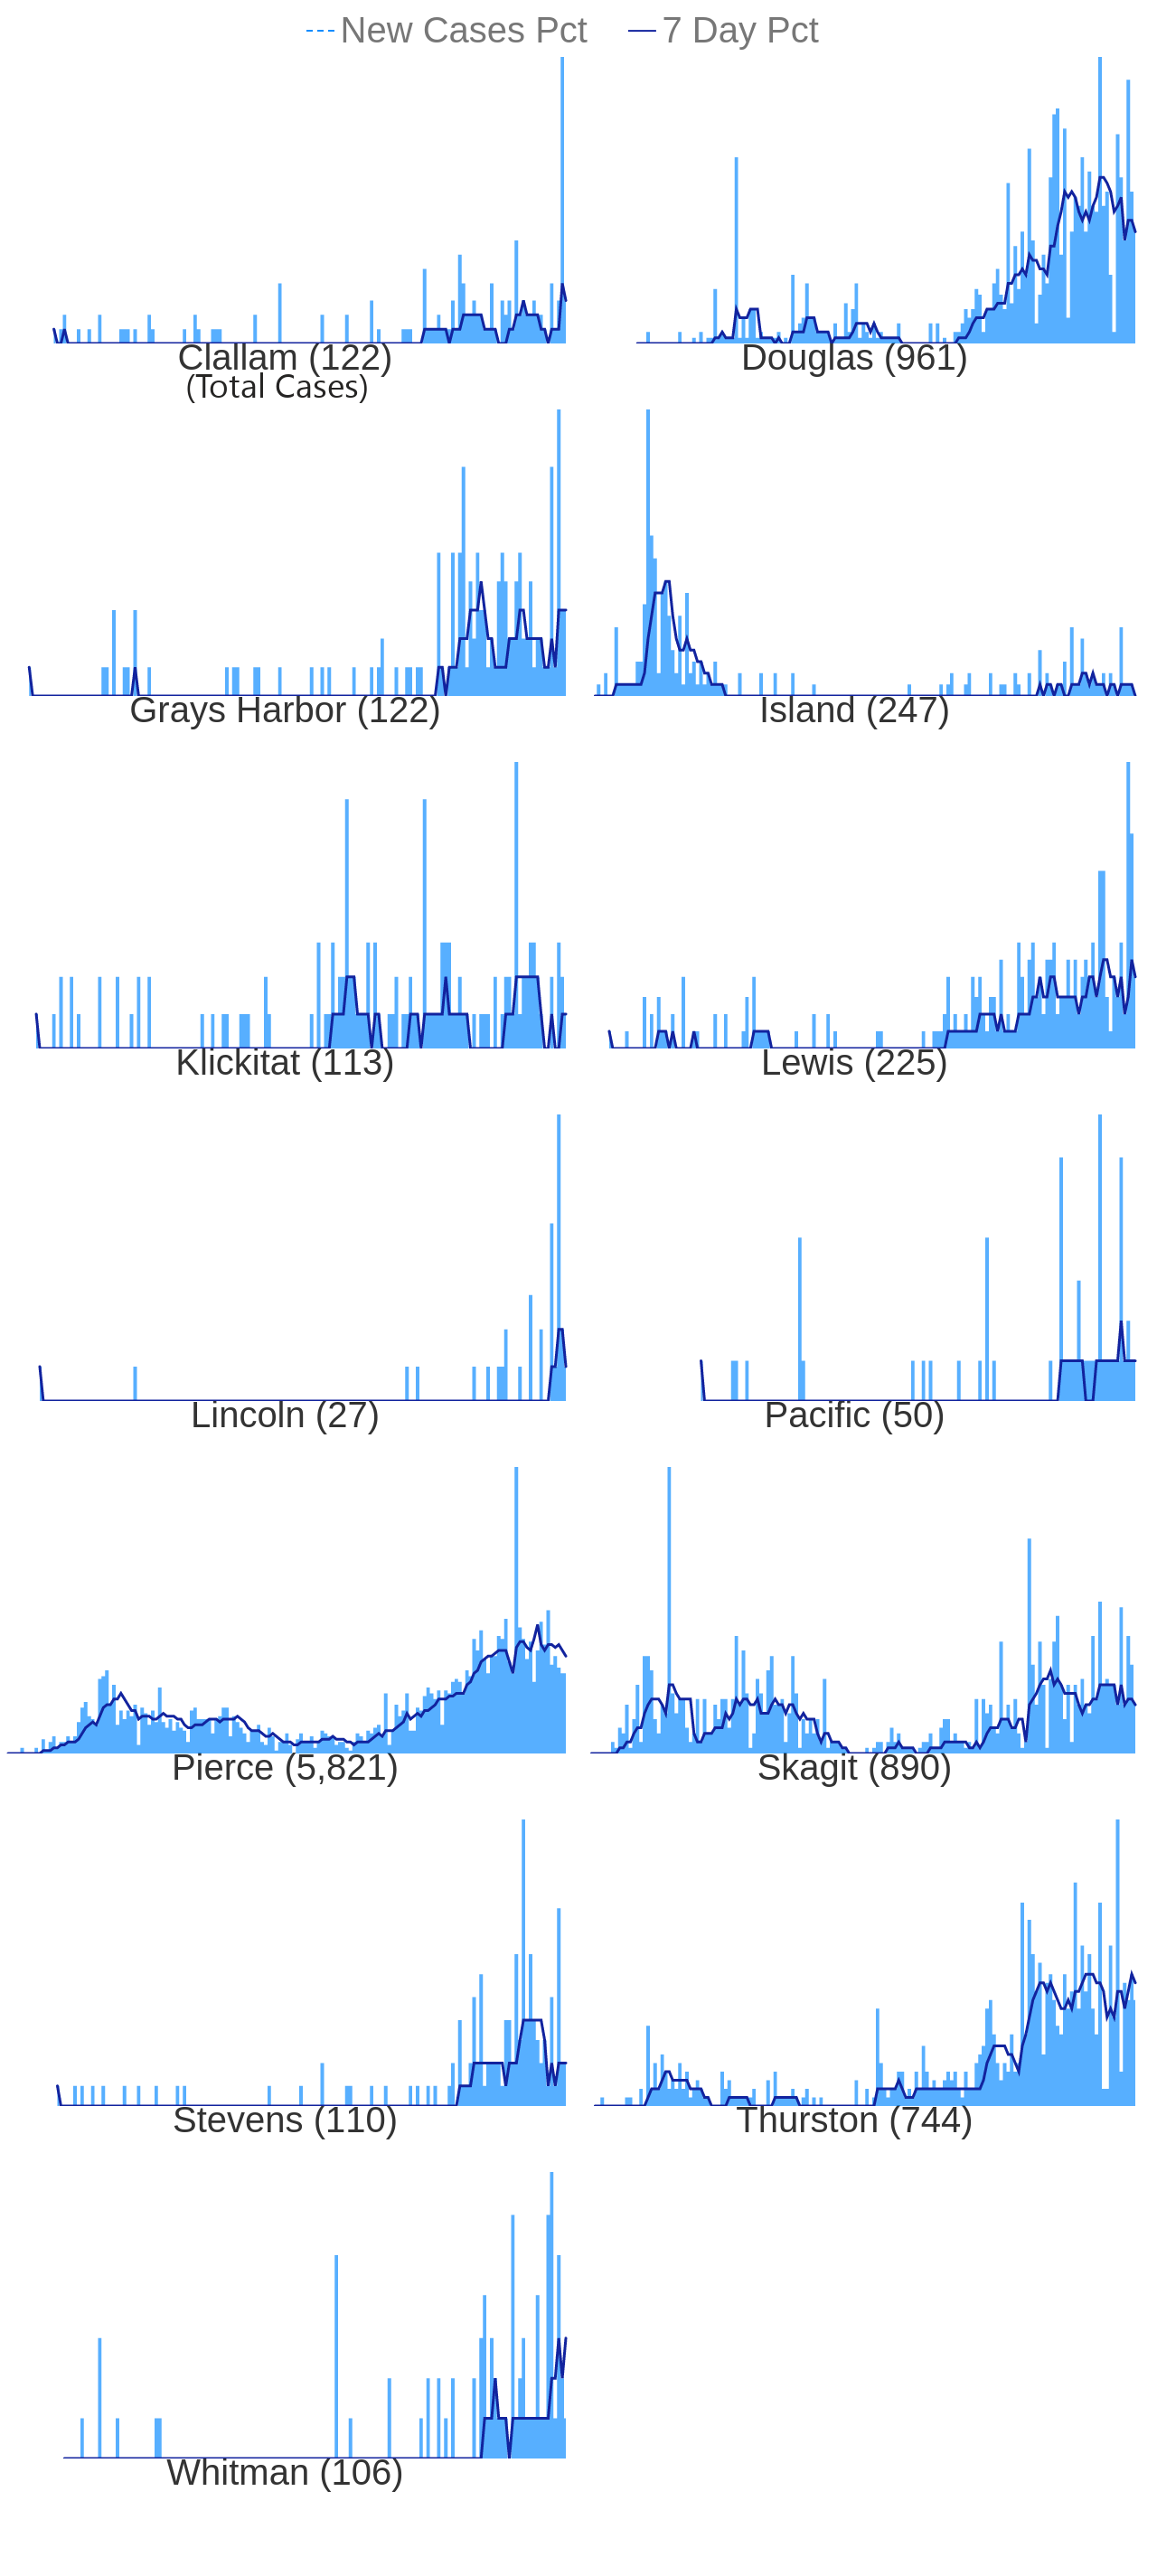 New Cases Pct 7 Day Pct
Clallam (122) Douglas (961)
(Total Cases)
Grays Harbor (122) Island (247)
Klickitat (113) Lewis (225)
Lincoln (27) Pacific (50)
Pierce (5,821) Skagit (890)
Stevens (110) Thurston (744)
Whitman (106)